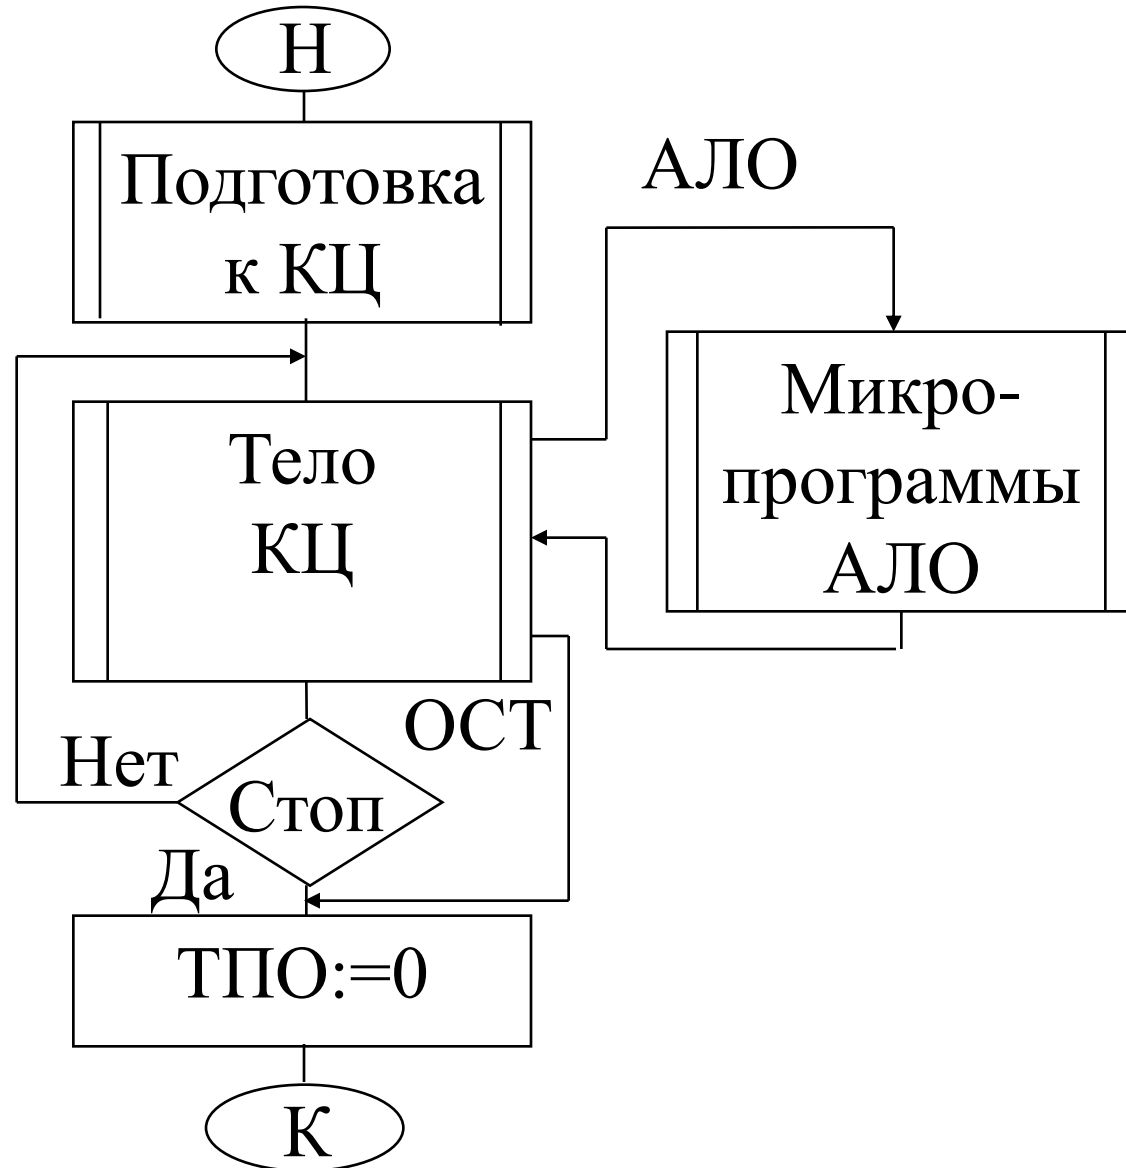 Н
Подготовка
к КЦ
АЛО
Микро-
программы
АЛО
Тело
КЦ
ОСТ
Нет
Стоп
Да
ТПО:=0
К